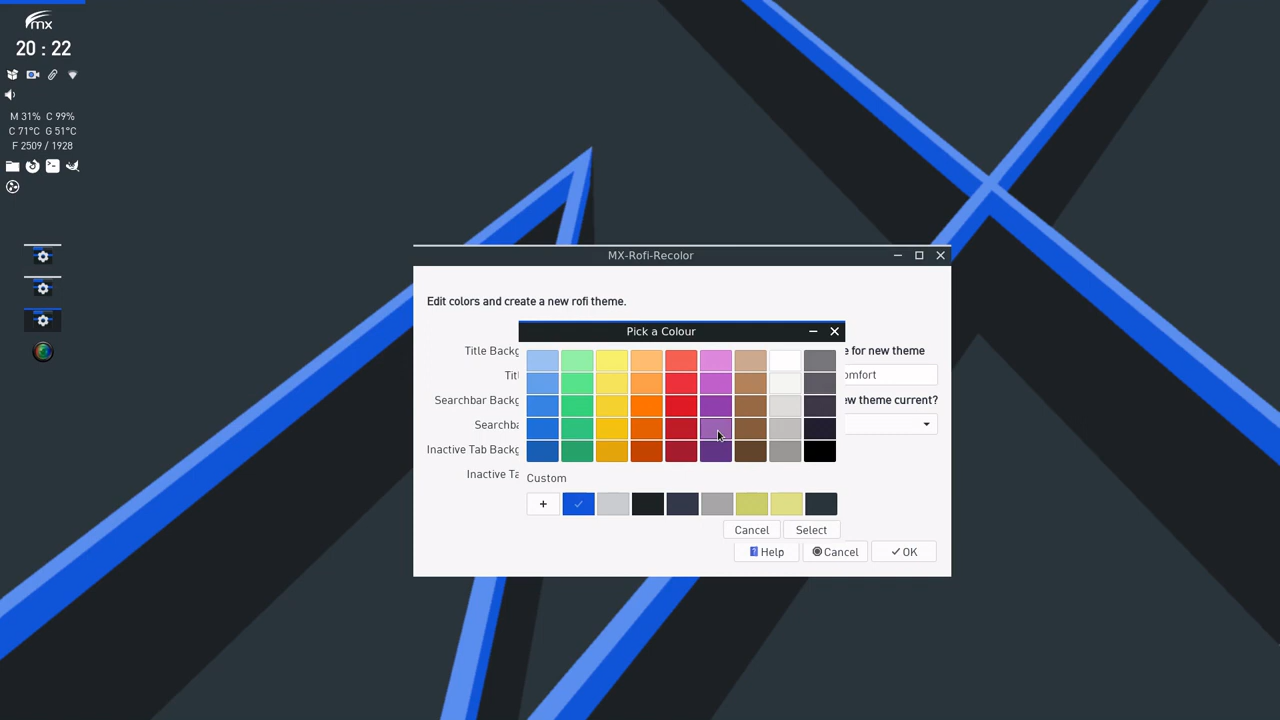 mx
20 : 22
M 31% C 99%
C 71°C G 51°C
F 2509 / 1928
MX-Rofi-Recolor
Edit colors and create a new rofi theme.
Pick a Colour
Title Backg
e for new theme
Titl
omfort
Searchbar Backg
ew theme current?
Searchba
Inactive Tab Backg
Inactive Ta
Custom
+
Cancel
Select
? Help
Cancel
OK